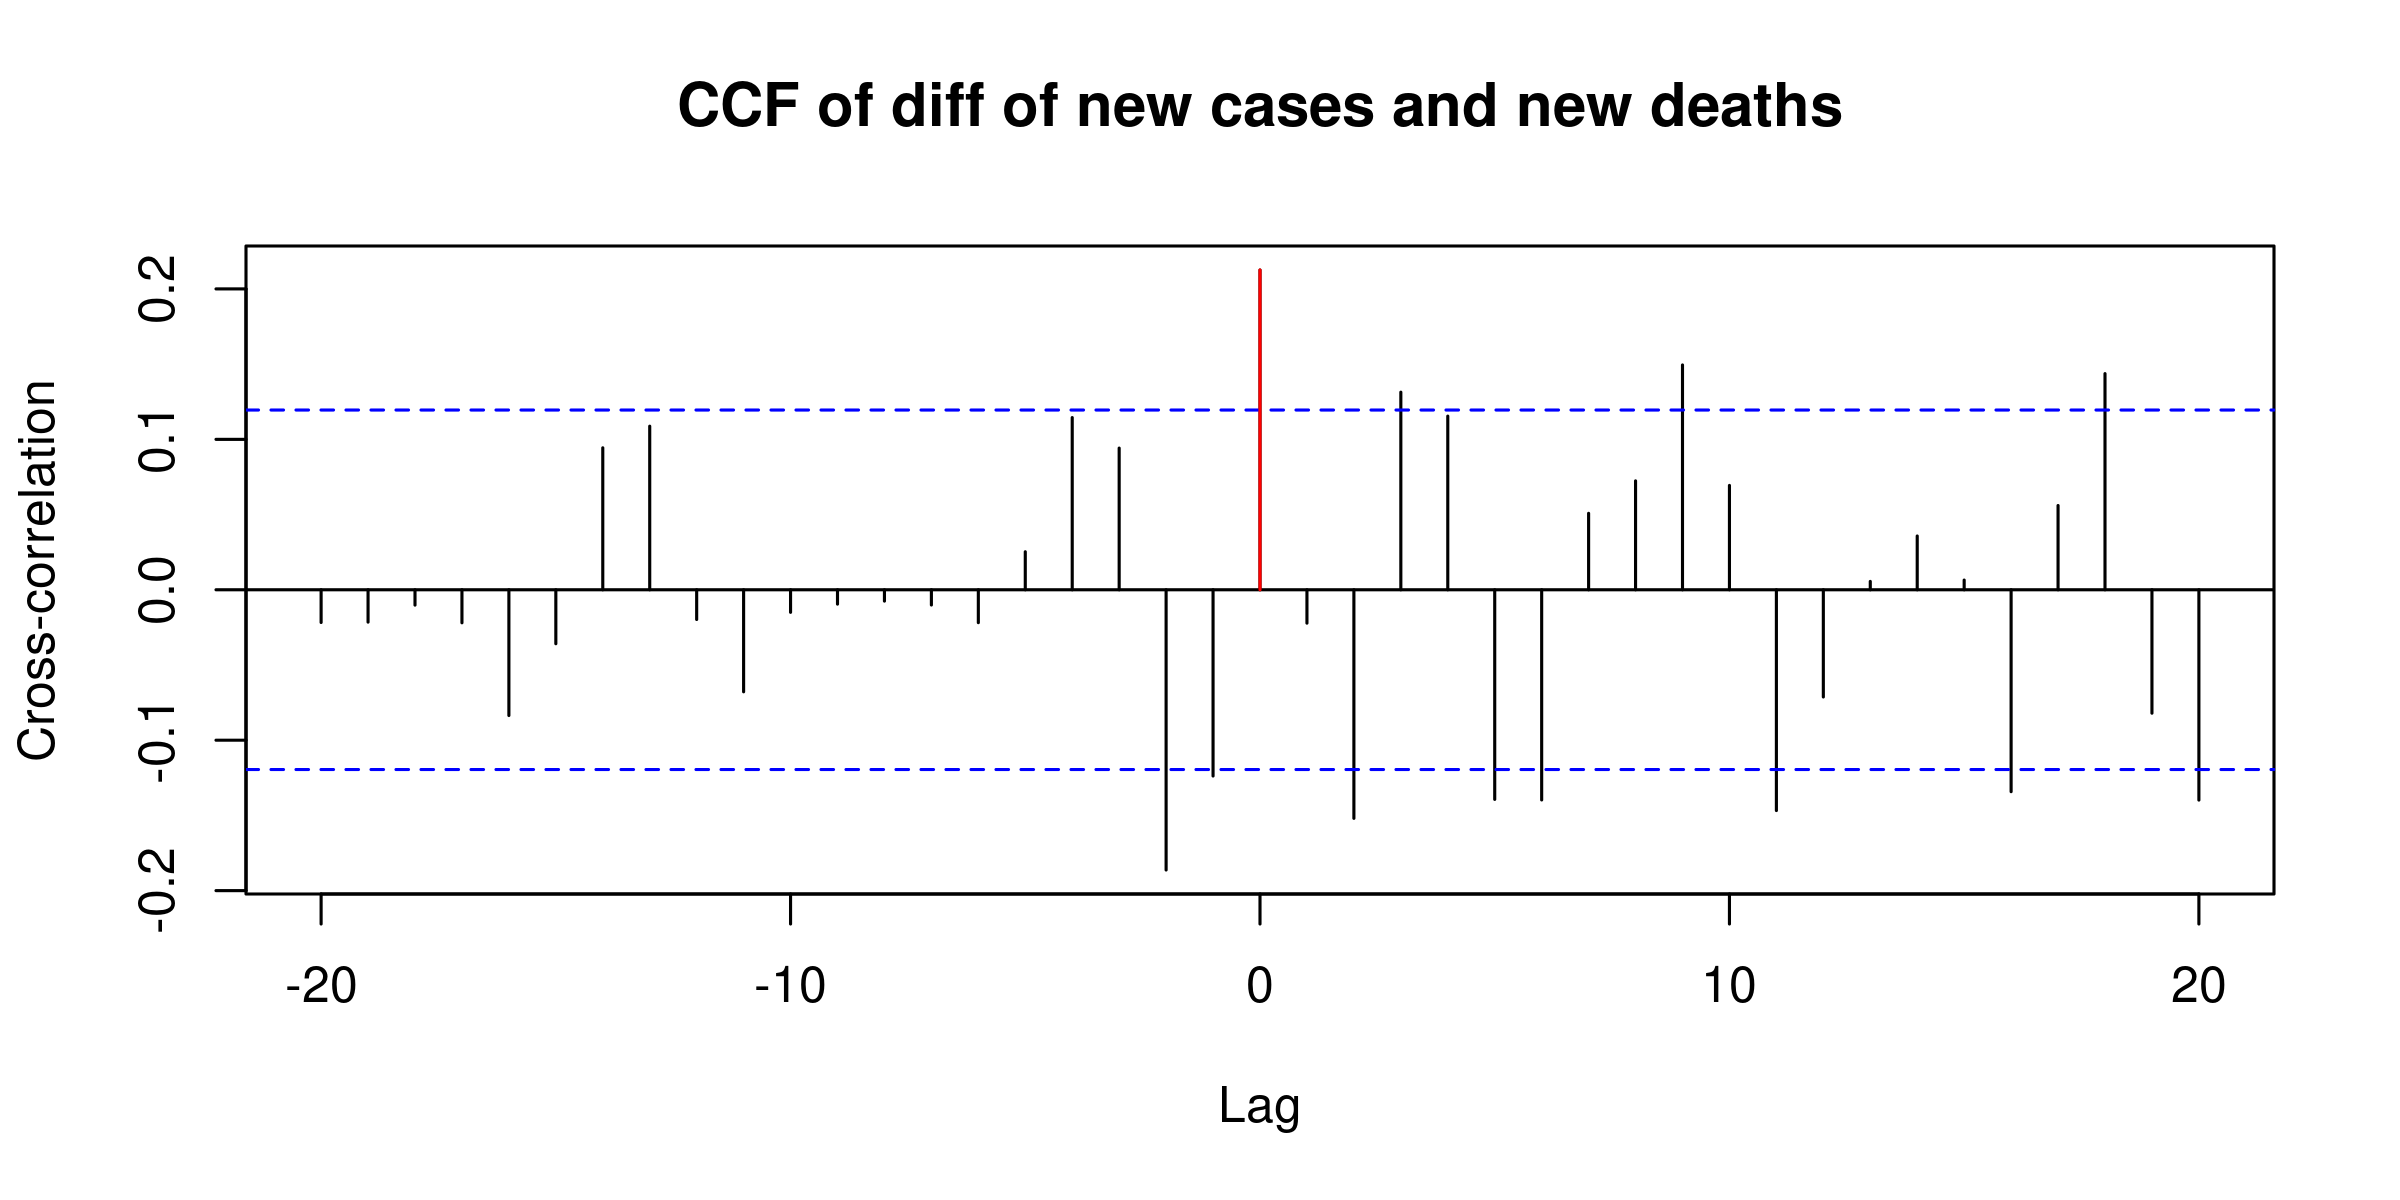 CCF of diff of new cases and new deaths
Cross-correlation
0.2
0.1
0.0
-0.1
-0.2
-20 -10 0 10 20
Lag